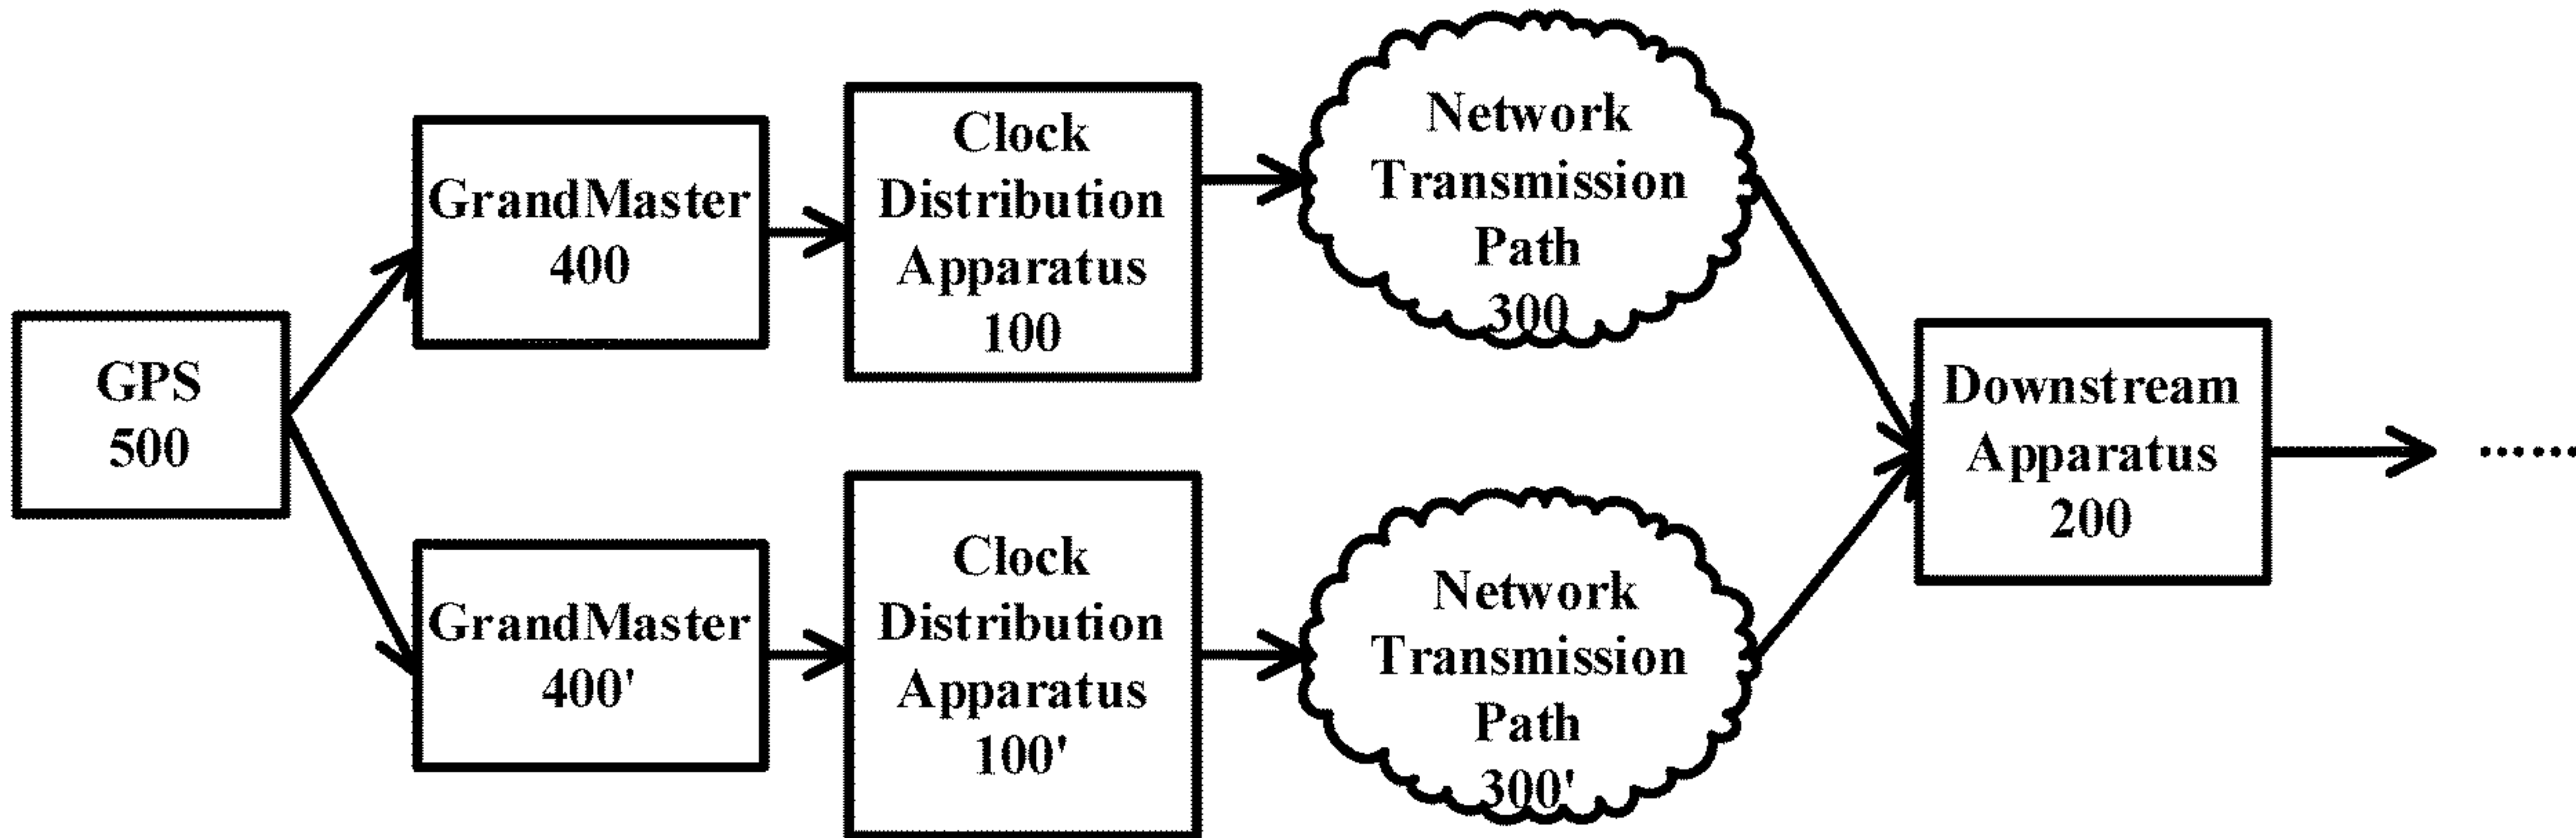 GPS
500
GrandMaster
400
Clock
Distribution
Apparatus
100
Network
Transmission
Path
300
GrandMaster
400'
Clock
Distribution
Apparatus
100'
Network
Transmission
Path
300'
Downstream
Apparatus
200
......